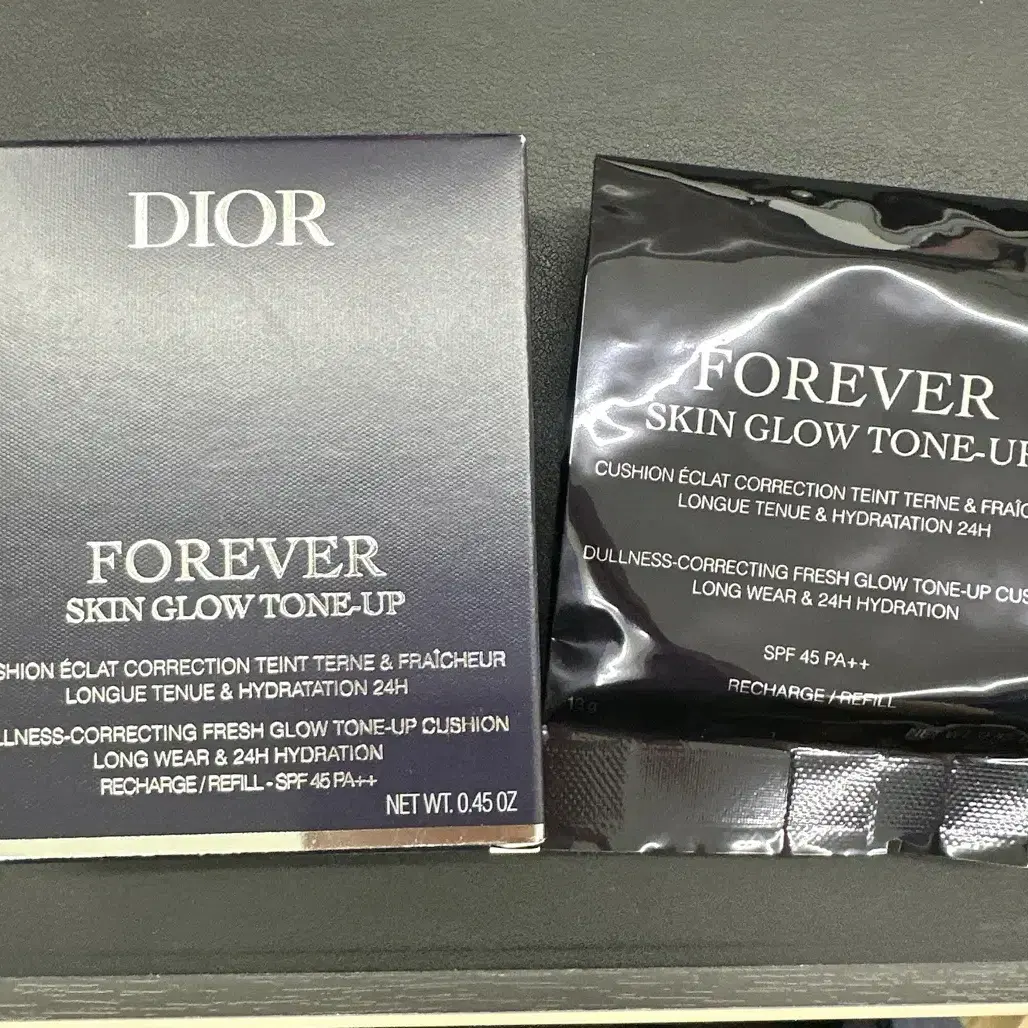 DIOR
FOREVER
SKIN GLOW TONE-UP
SHION ÉCLAT CORRECTION TEINT TERNE & FRAÎCHEUR
LONGUE TENUE & HYDRATATION 24H
LLNESS-CORRECTING FRESH GLOW TONE-UP CUSHION
LONG WEAR & 24H HYDRATION
RECHARGE / REFILL - SPF 45 PA++
NET WT. 0.45 OZ
FOREVER
SKIN GLOW TONE-UP
CUSHION ÉCLAT CORRECTION TEINT TERNE & FRAÎC
LONGUE TENUE & HYDRATATION 24H
DULLNESS-CORRECTING FRESH GLOW TONE-UP CUS
LONG WEAR & 24H HYDRATION
SPF 45 PA++
RECHARGE / REFILL
13 g
NET WT.